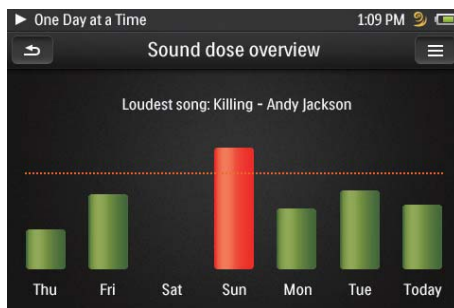 One Day at a Time 1:09 PM
Sound dose overview
Loudest song: Killing - Andy Jackson
Thu Fri Sat Sun Mon Tue Today